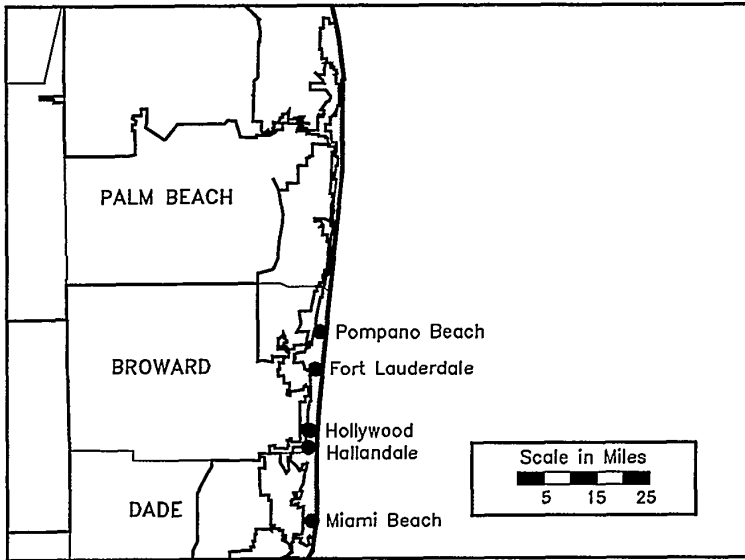 PALM BEACH
Pompano Beach
BROWARD
Fort Lauderdale
Hollywood
Hallandale
Scale in Miles
5 15 25
DADE
Miami Beach